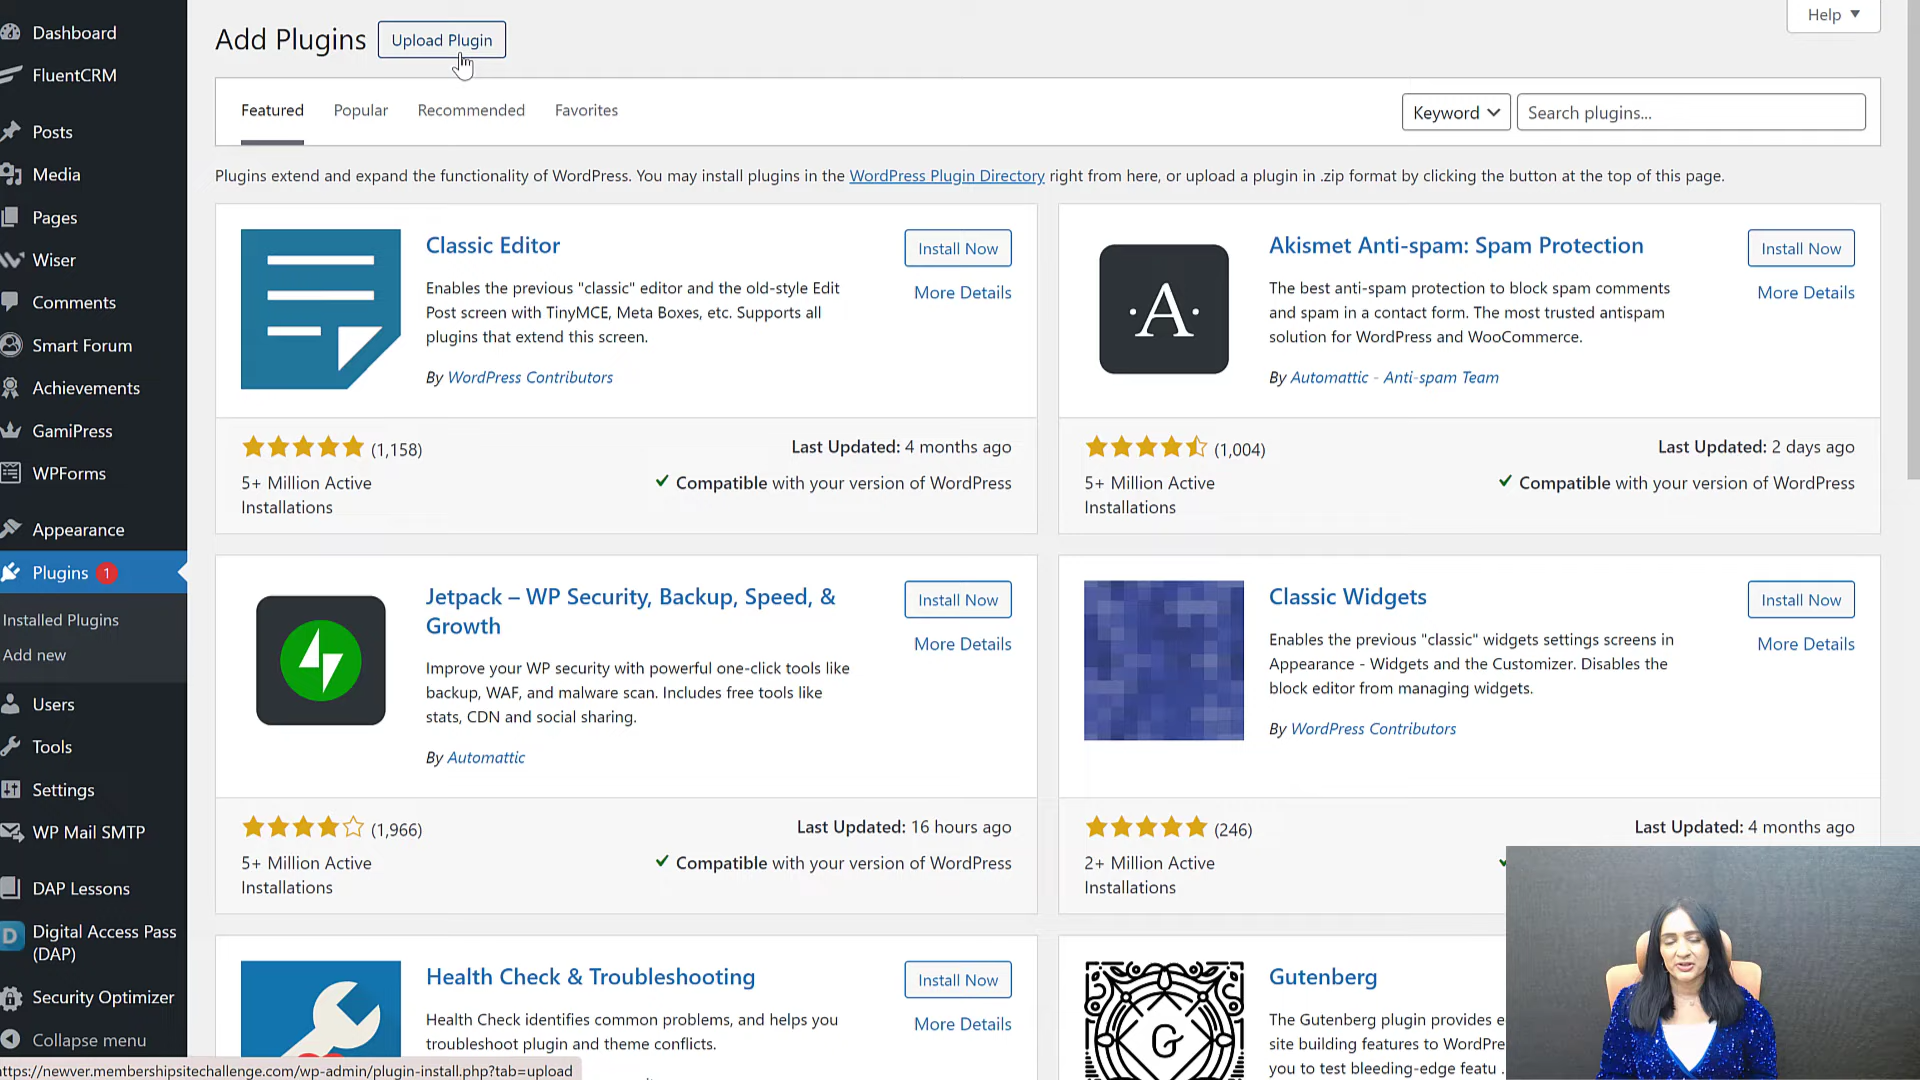 Dashboard
FluentCRM
Posts
Media
Pages
Wiser
Comments
Smart Forum
Achievements
GamiPress
WPForms
Appearance
Plugins 1
Installed Plugins
Add new
Users
Tools
Settings
WP Mail SMTP
DAP Lessons
D
Digital Access Pass
(DAP)
Security Optimizer
Collapse menu
Add Plugins
Upload Plugin
Help
Featured
Popular
Recommended
Favorites
Keyword
Search plugins...
Plugins extend and expand the functionality of WordPress. You may install plugins in the WordPress Plugin Directory right from here, or upload a plugin in .zip format by clicking the button at the top of this page.
Classic Editor
Install Now
More Details
Enables the previous "classic" editor and the old-style Edit
Post screen with TinyMCE, Meta Boxes, etc. Supports all
plugins that extend this screen.
By WordPress Contributors
(1,158)
5+ Million Active
Installations
Last Updated: 4 months ago
Compatible with your version of WordPress
·A·
Akismet Anti-spam: Spam Protection
Install Now
More Details
The best anti-spam protection to block spam comments
and spam in a contact form. The most trusted antispam
solution for WordPress and WooCommerce.
By Automattic - Anti-spam Team
(1,004)
5+ Million Active
Installations
Last Updated: 2 days ago
Compatible with your version of WordPress
Jetpack – WP Security, Backup, Speed, &
Growth
Install Now
More Details
Improve your WP security with powerful one-click tools like
backup, WAF, and malware scan. Includes free tools like
stats, CDN and social sharing.
By Automattic
(1,966)
5+ Million Active
Installations
Last Updated: 16 hours ago
Compatible with your version of WordPress
Classic Widgets
Install Now
More Details
Enables the previous "classic" widgets settings screens in
Appearance - Widgets and the Customizer. Disables the
block editor from managing widgets.
By WordPress Contributors
(246)
2+ Million Active
Installations
Last Updated: 4 months ago
Health Check & Troubleshooting
Install Now
More Details
Health Check identifies common problems, and helps you
troubleshoot plugin and theme conflicts.
G
Gutenberg
The Gutenberg plugin provides e
site building features to WordPre
you to test bleeding-edge featu
ttps://newver.membershipsitechallenge.com/wp-admin/plugin-install.php?tab=upload